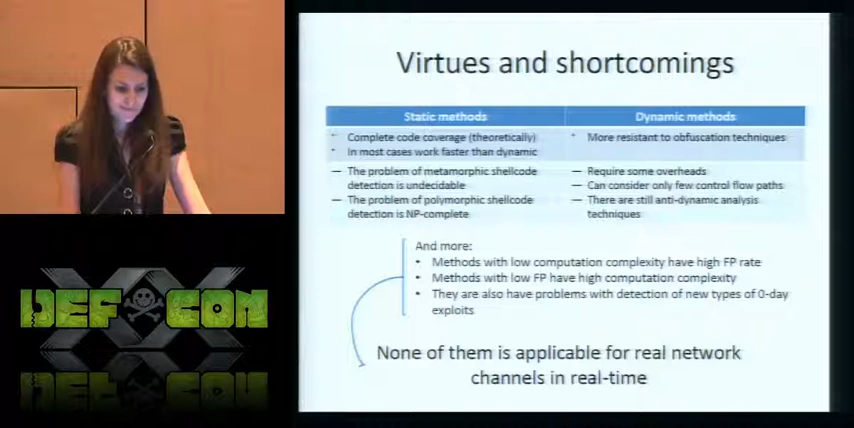 Virtues and shortcomings
Static methods
Dynamic methods
Complete code coverage (theoretically)
In most cases work faster than dynamic
More resistant to obfuscation techniques
— The problem of metamorphic shellcode
detection is undecidable
— The problem of polymorphic shellcode
detection is NP-complete
— Require some overheads
— Can consider only few control flow paths
— There are still anti-dynamic analysis
techniques
And more:
• Methods with low computation complexity have high FP rate
• Methods with low FP have high computation complexity
• They are also have problems with detection of new types of 0-day
exploits
None of them is applicable for real network
channels in real-time
XX
DEF CON